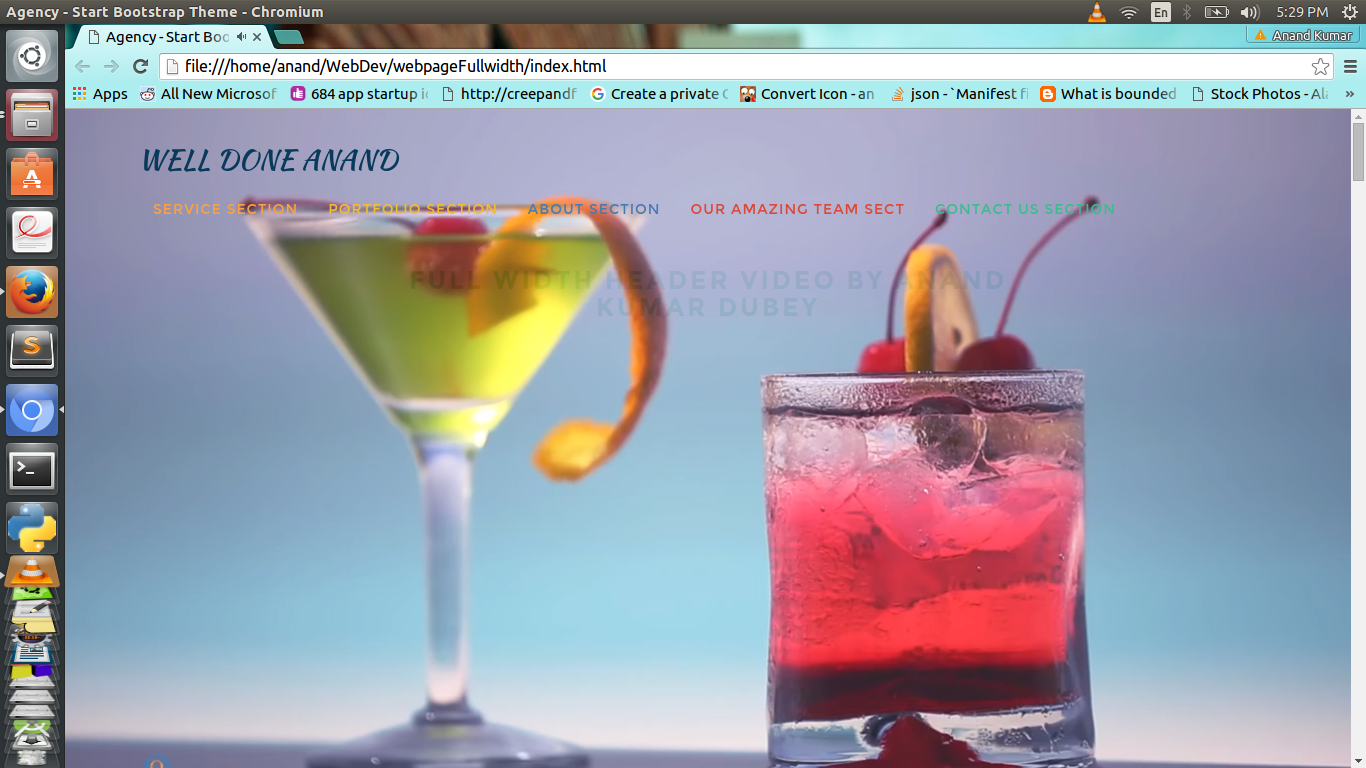 Agency - Start Bootstrap Theme - Chromium
En
5:29 PM
Agency - Start Boo
Anand Kumar
file:///home/anand/WebDev/webpageFullwidth/index.html
Apps
All New Microsof
684 app startup
http://creepandf
Create a private
Convert Icon - an
json - `Manifest fi
What is bounded
Stock Photos - Al
»
WELL DONE ANAND
SERVICE SECTION
PORTFOLIO SECTION
ABOUT SECTION
OUR AMAZING TEAM SECT
CONTACT US SECTION
FULL WIDTH HEADER VIDEO BY ANAND
KUMAR DUBEY